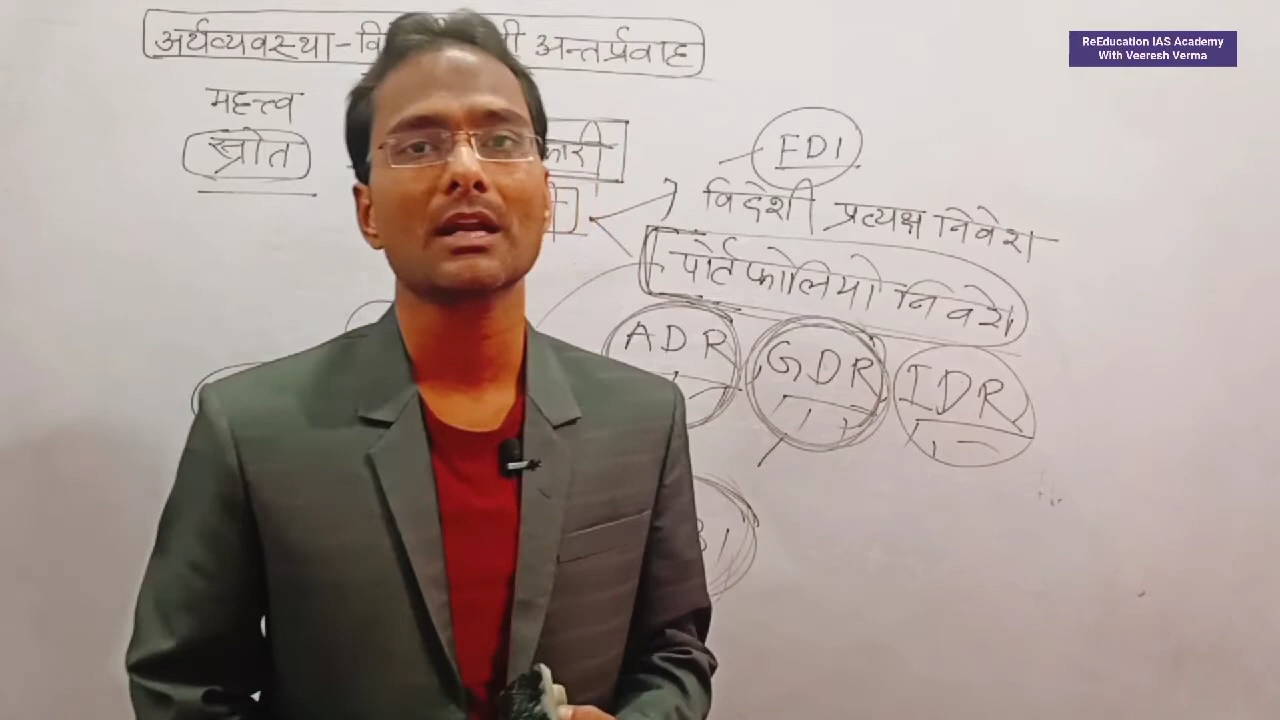 ReEducation IAS Academy
With Veeresh Verma
अर्थव्यवस्था- अन्तर्प्रवाह
महत्त्व
स्रोत
FDI
विदेशी प्रत्यक्ष निवेश
पोर्टफोलियो निवेश
ADR GDR IDR